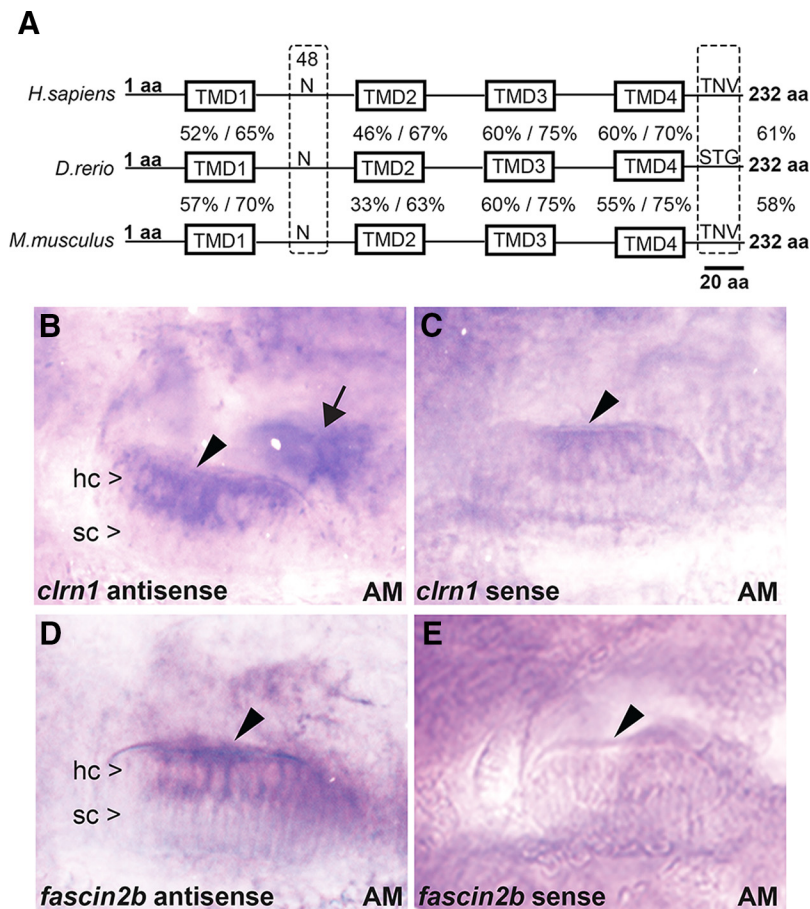 A
48
H.sapiens 1 aa TMD1 N TMD2 TMD3 TMD4 TNV 232 aa
52% / 65% 46% / 67% 60% / 75% 60% / 70% 61%
D.rerio 1 aa TMD1 N TMD2 TMD3 TMD4 STG 232 aa
57% / 70% 33% / 63% 60% / 75% 55% / 75% 58%
M.musculus 1 aa TMD1 N TMD2 TMD3 TMD4 TNV 232 aa
20 aa
B
hc >
sc >
clrn1 antisense AM
C
clrn1 sense AM
D
hc >
sc >
fascin2b antisense AM
E
fascin2b sense AM